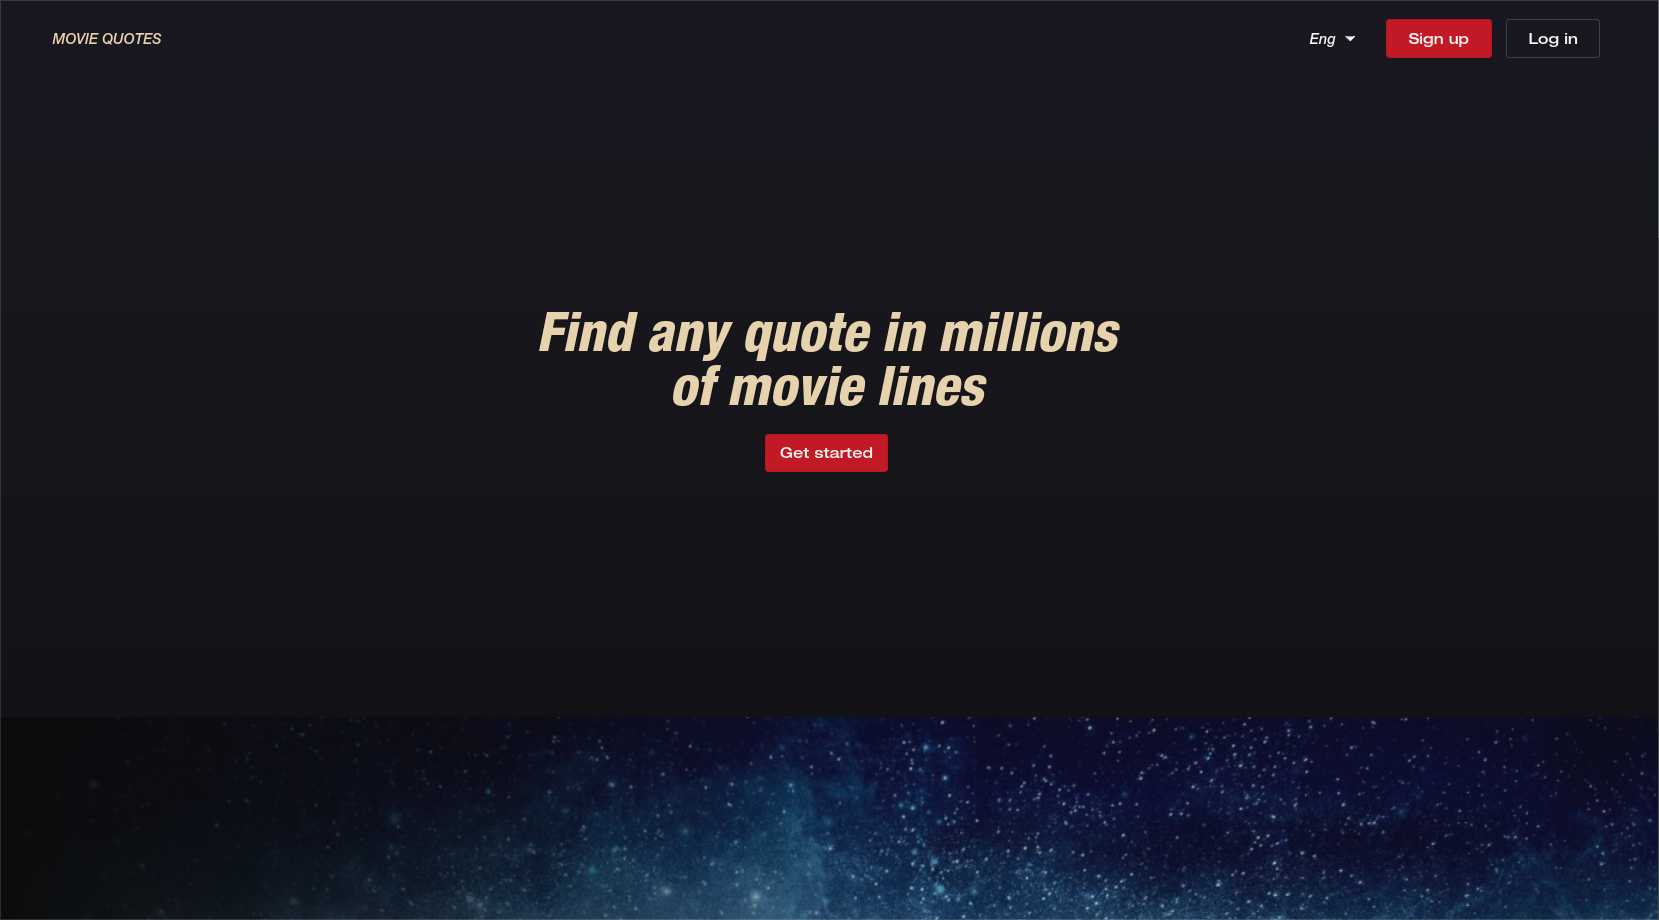 MOVIE QUOTES
Eng
Sign up
Log in
Find any quote in millions
of movie lines
Get started